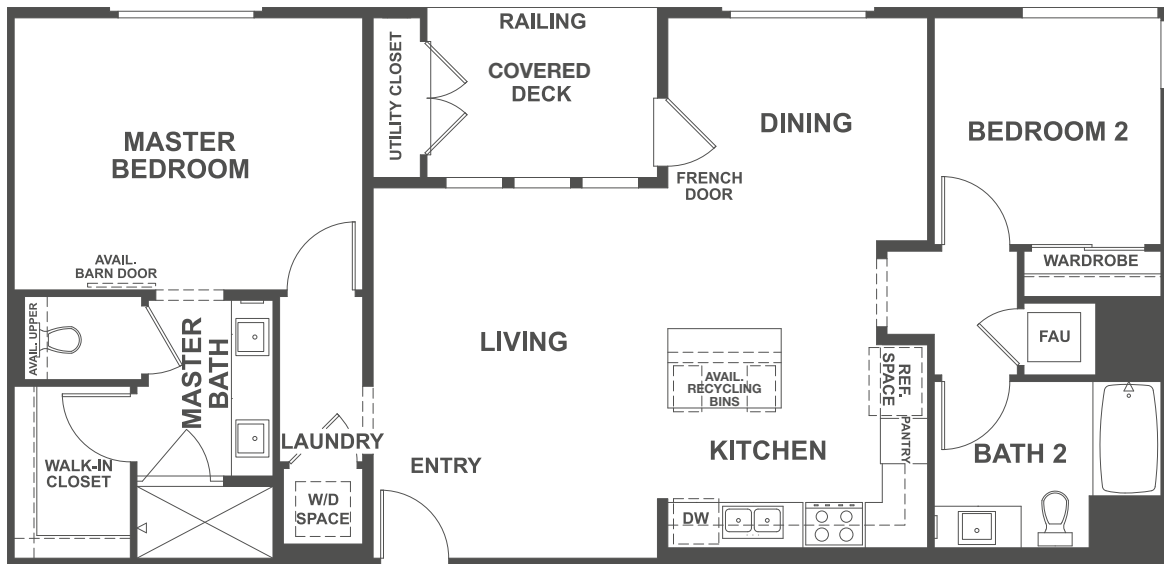 RAILING
COVERED
DECK
UTILITY CLOSET
MASTER
BEDROOM
DINING
BEDROOM 2
FRENCH
DOOR
AVAIL.
BARN DOOR
WARDROBE
AVAIL. UPPER
MASTER
BATH
LIVING
FAU
AVAIL.
RECYCLING
BINS
REF.
SPACE
PANTRY
LAUNDRY
ENTRY
KITCHEN
BATH 2
WALK-IN
CLOSET
W/D
SPACE
DW